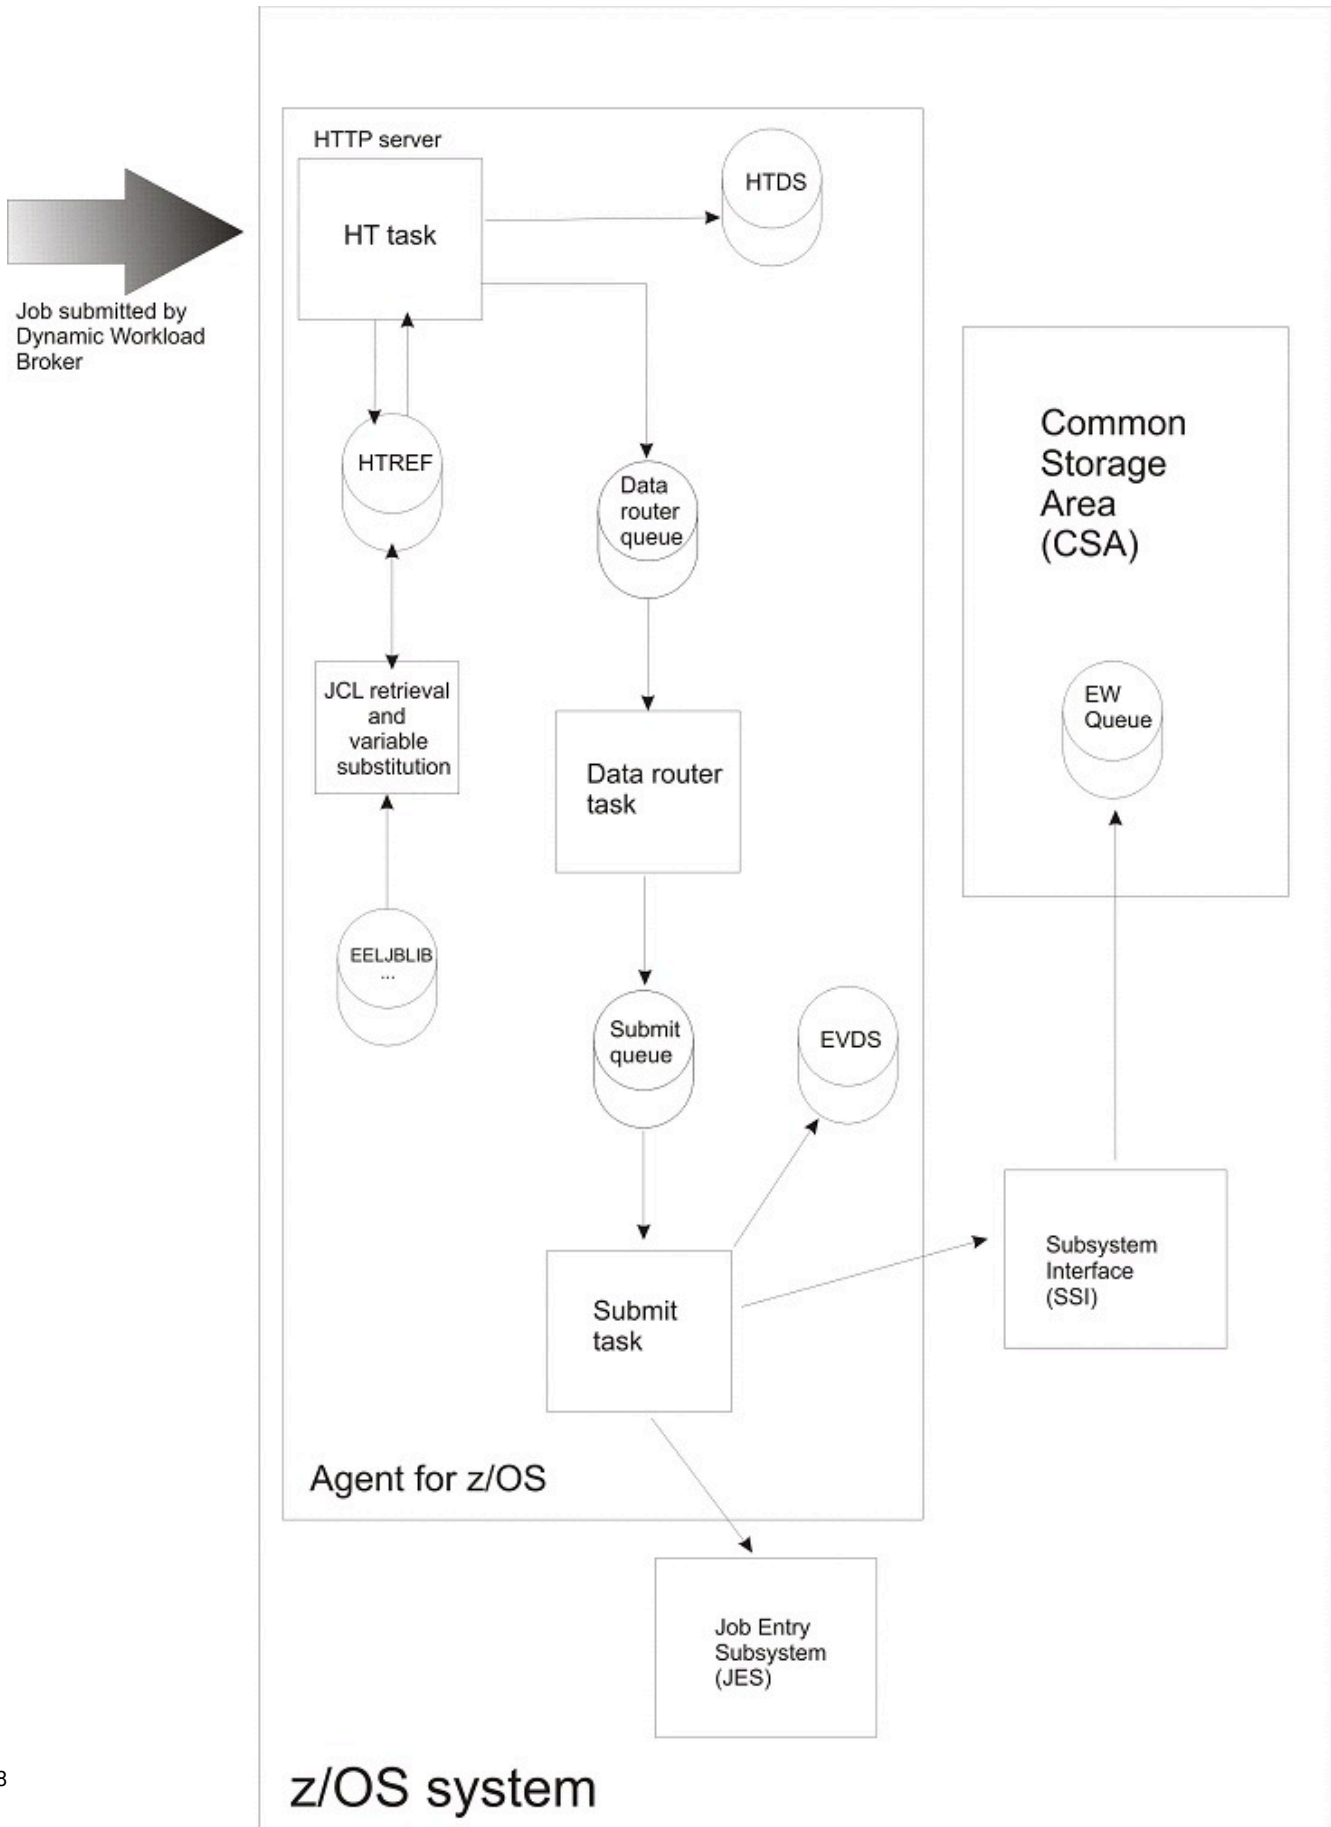 HTTP server
HTDS
HT task
Job submitted by
Dynamic Workload
Broker
HTREF
Data
router
queue
Common
Storage
Area
(CSA)
JCL retrieval
and
variable
substitution
EW
Queue
Data router
task
EELJBLIB
...
Submit
queue
EVDS
Subsystem
Interface
(SSI)
Submit
task
Agent for z/OS
Job Entry
Subsystem
(JES)
z/OS system